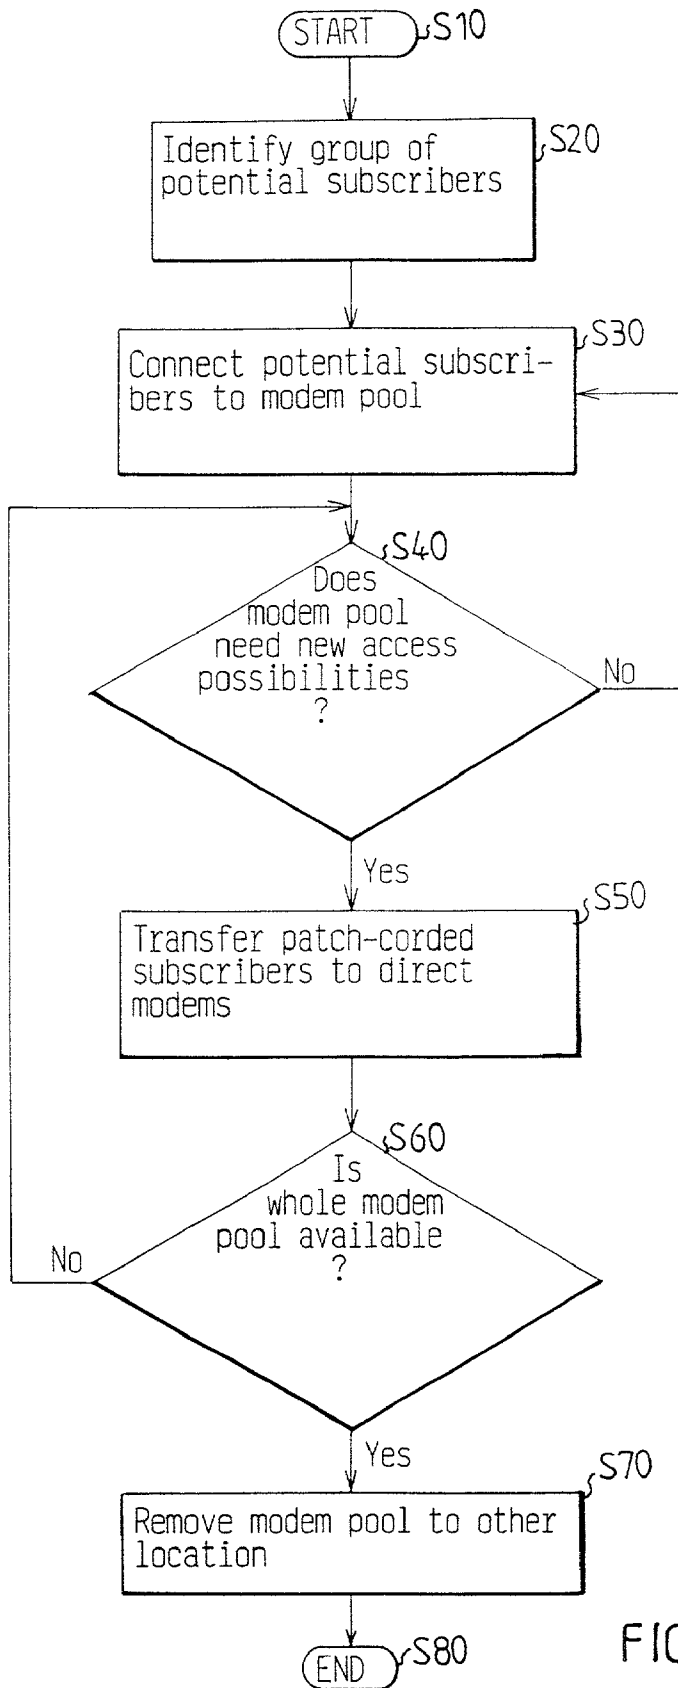 START
S10
Identify group of
potential subscribers
S20
Connect potential subscri-
bers to modem pool
S30
Does
modem pool
need new access
possibilities
?
S40
No
Yes
Transfer patch-corded
subscribers to direct
modems
S50
Is
whole modem
pool available
?
S60
No
Yes
Remove modem pool to other
location
S70
END
S80